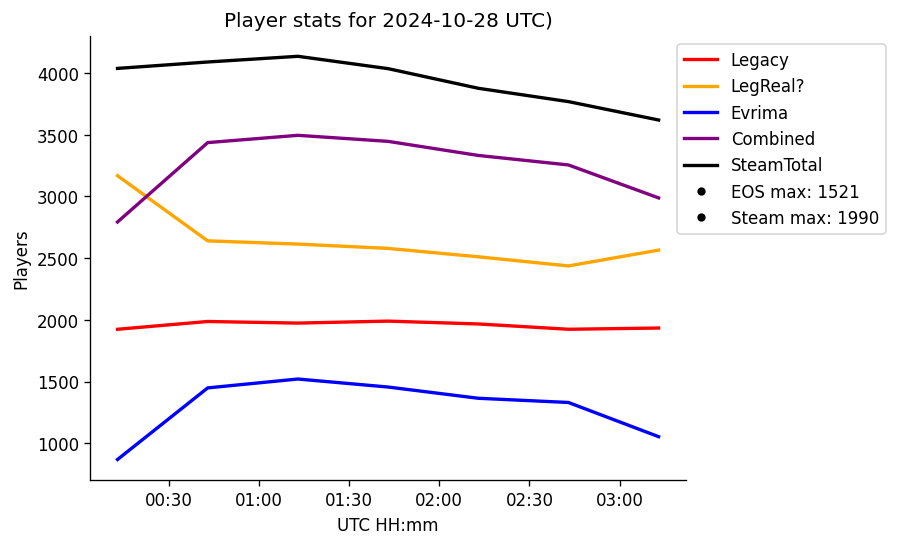 Player stats for 2024-10-28 UTC)
Legacy
LegReal?
Evrima
Combined
SteamTotal
EOS max: 1521
Steam max: 1990
Players
4000
3500
3000
2500
2000
1500
1000
00:30
01:00
01:30
02:00
02:30
03:00
UTC HH:mm